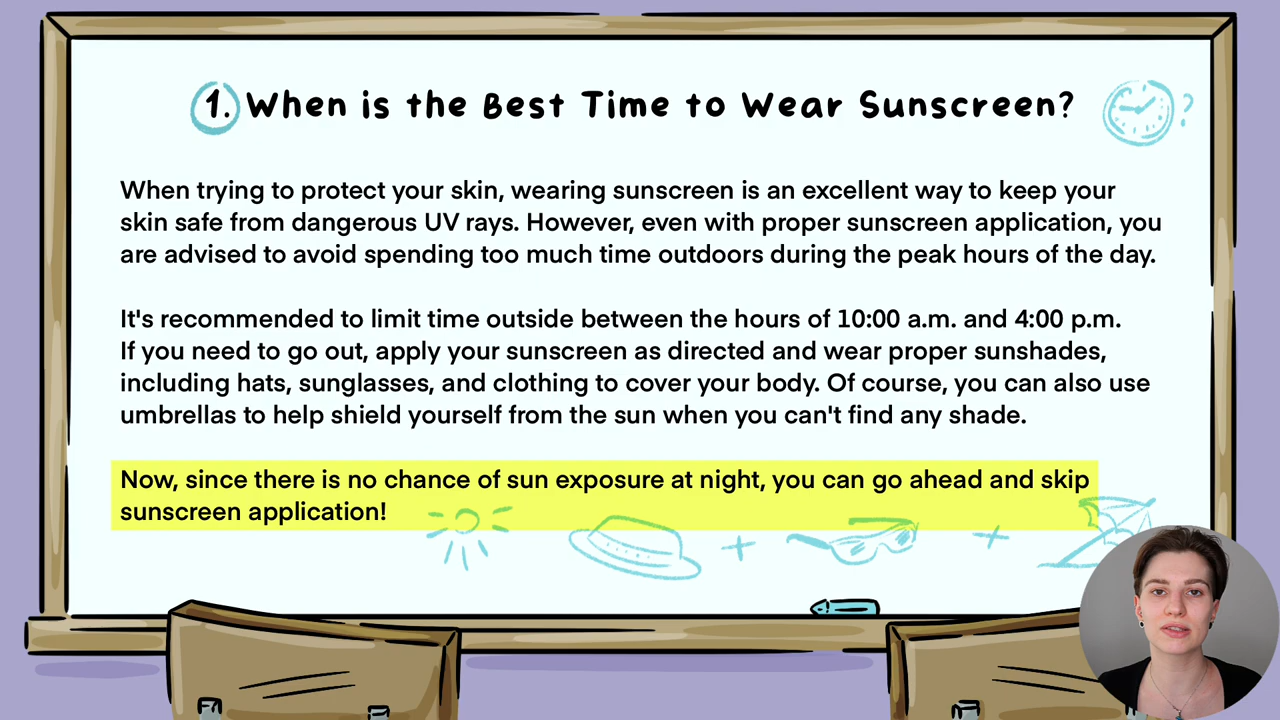 1. When is the Best Time to Wear Sunscreen?
?
When trying to protect your skin, wearing sunscreen is an excellent way to keep your
skin safe from dangerous UV rays. However, even with proper sunscreen application, you
are advised to avoid spending too much time outdoors during the peak hours of the day.
It's recommended to limit time outside between the hours of 10:00 a.m. and 4:00 p.m.
If you need to go out, apply your sunscreen as directed and wear proper sunshades,
including hats, sunglasses, and clothing to cover your body. Of course, you can also use
umbrellas to help shield yourself from the sun when you can't find any shade.
Now, since there is no chance of sun exposure at night, you can go ahead and skip
sunscreen application!
+ +